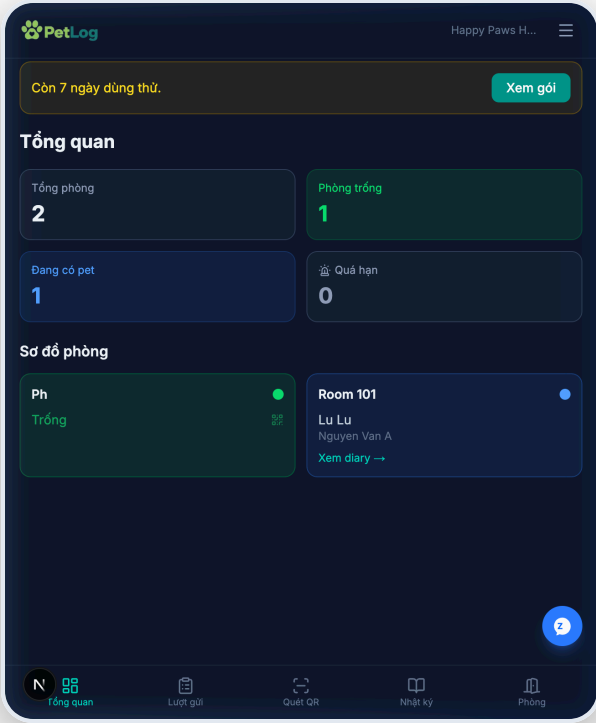 PetLog
Happy Paws H...
Còn 7 ngày dùng thử.
Xem gói
Tổng quan
Tổng phòng
2
Phòng trống
1
Đang có pet
1
Quá hạn
0
Sơ đồ phòng
Ph
Trống
Room 101
Lu Lu
Nguyen Van A
Xem diary →
Z
N
Tổng quan
Lượt gửi
Quét QR
Nhật ký
Phòng